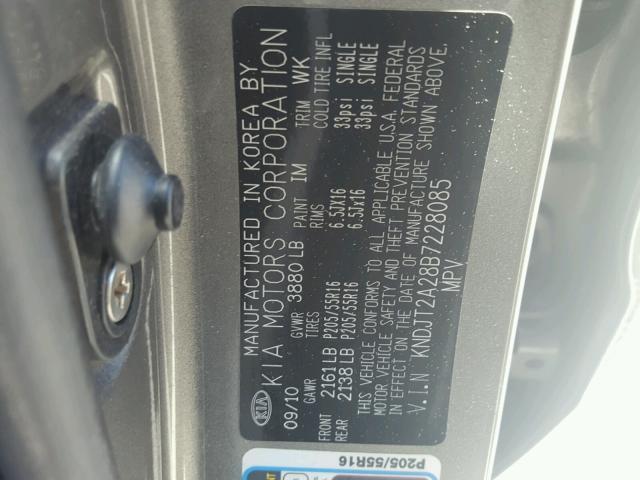 MANUFACTURED IN KOREA BY
KIA KIA MOTORS CORPORATION
09/10 GVWR 3880 LB PAINT IM TRIM WK
GAWR TIRES RIMS COLD TIRE INFL
FRONT 2161 LB P205/55R16 6.5JX16 33psi SINGLE
REAR 2138 LB P205/55R16 6.5Jx16 33psi SINGLE
THIS VEHICLE CONFORMS TO ALL APPLICABLE U.S.A. FEDERAL
MOTOR VEHICLE SAFETY AND THEFT PREVENTION STANDARDS
IN EFFECT ON THE DATE OF MANUFACTURE SHOWN ABOVE.
V.I.N KNDJT2A28B7228085
MPV
P205/55R16